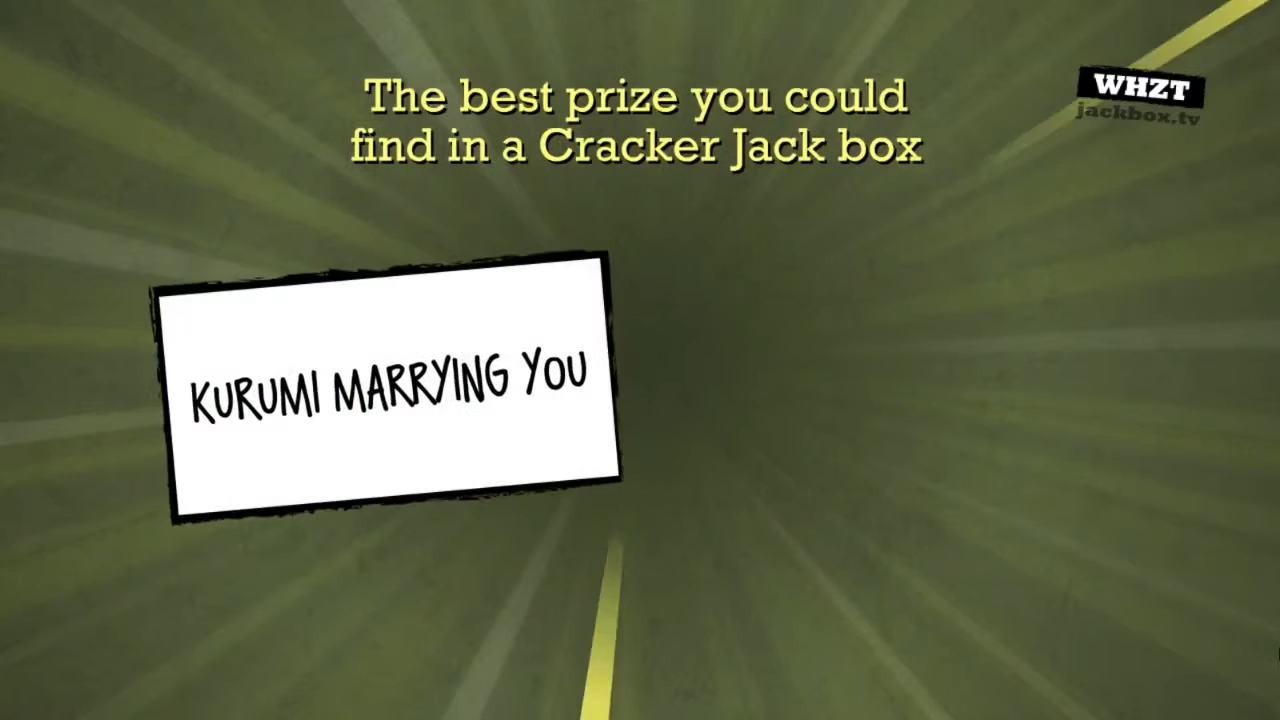 The best prize you could
find in a Cracker Jack box
WHZT
jackbox.tv
KURUMI MARRYING YOU